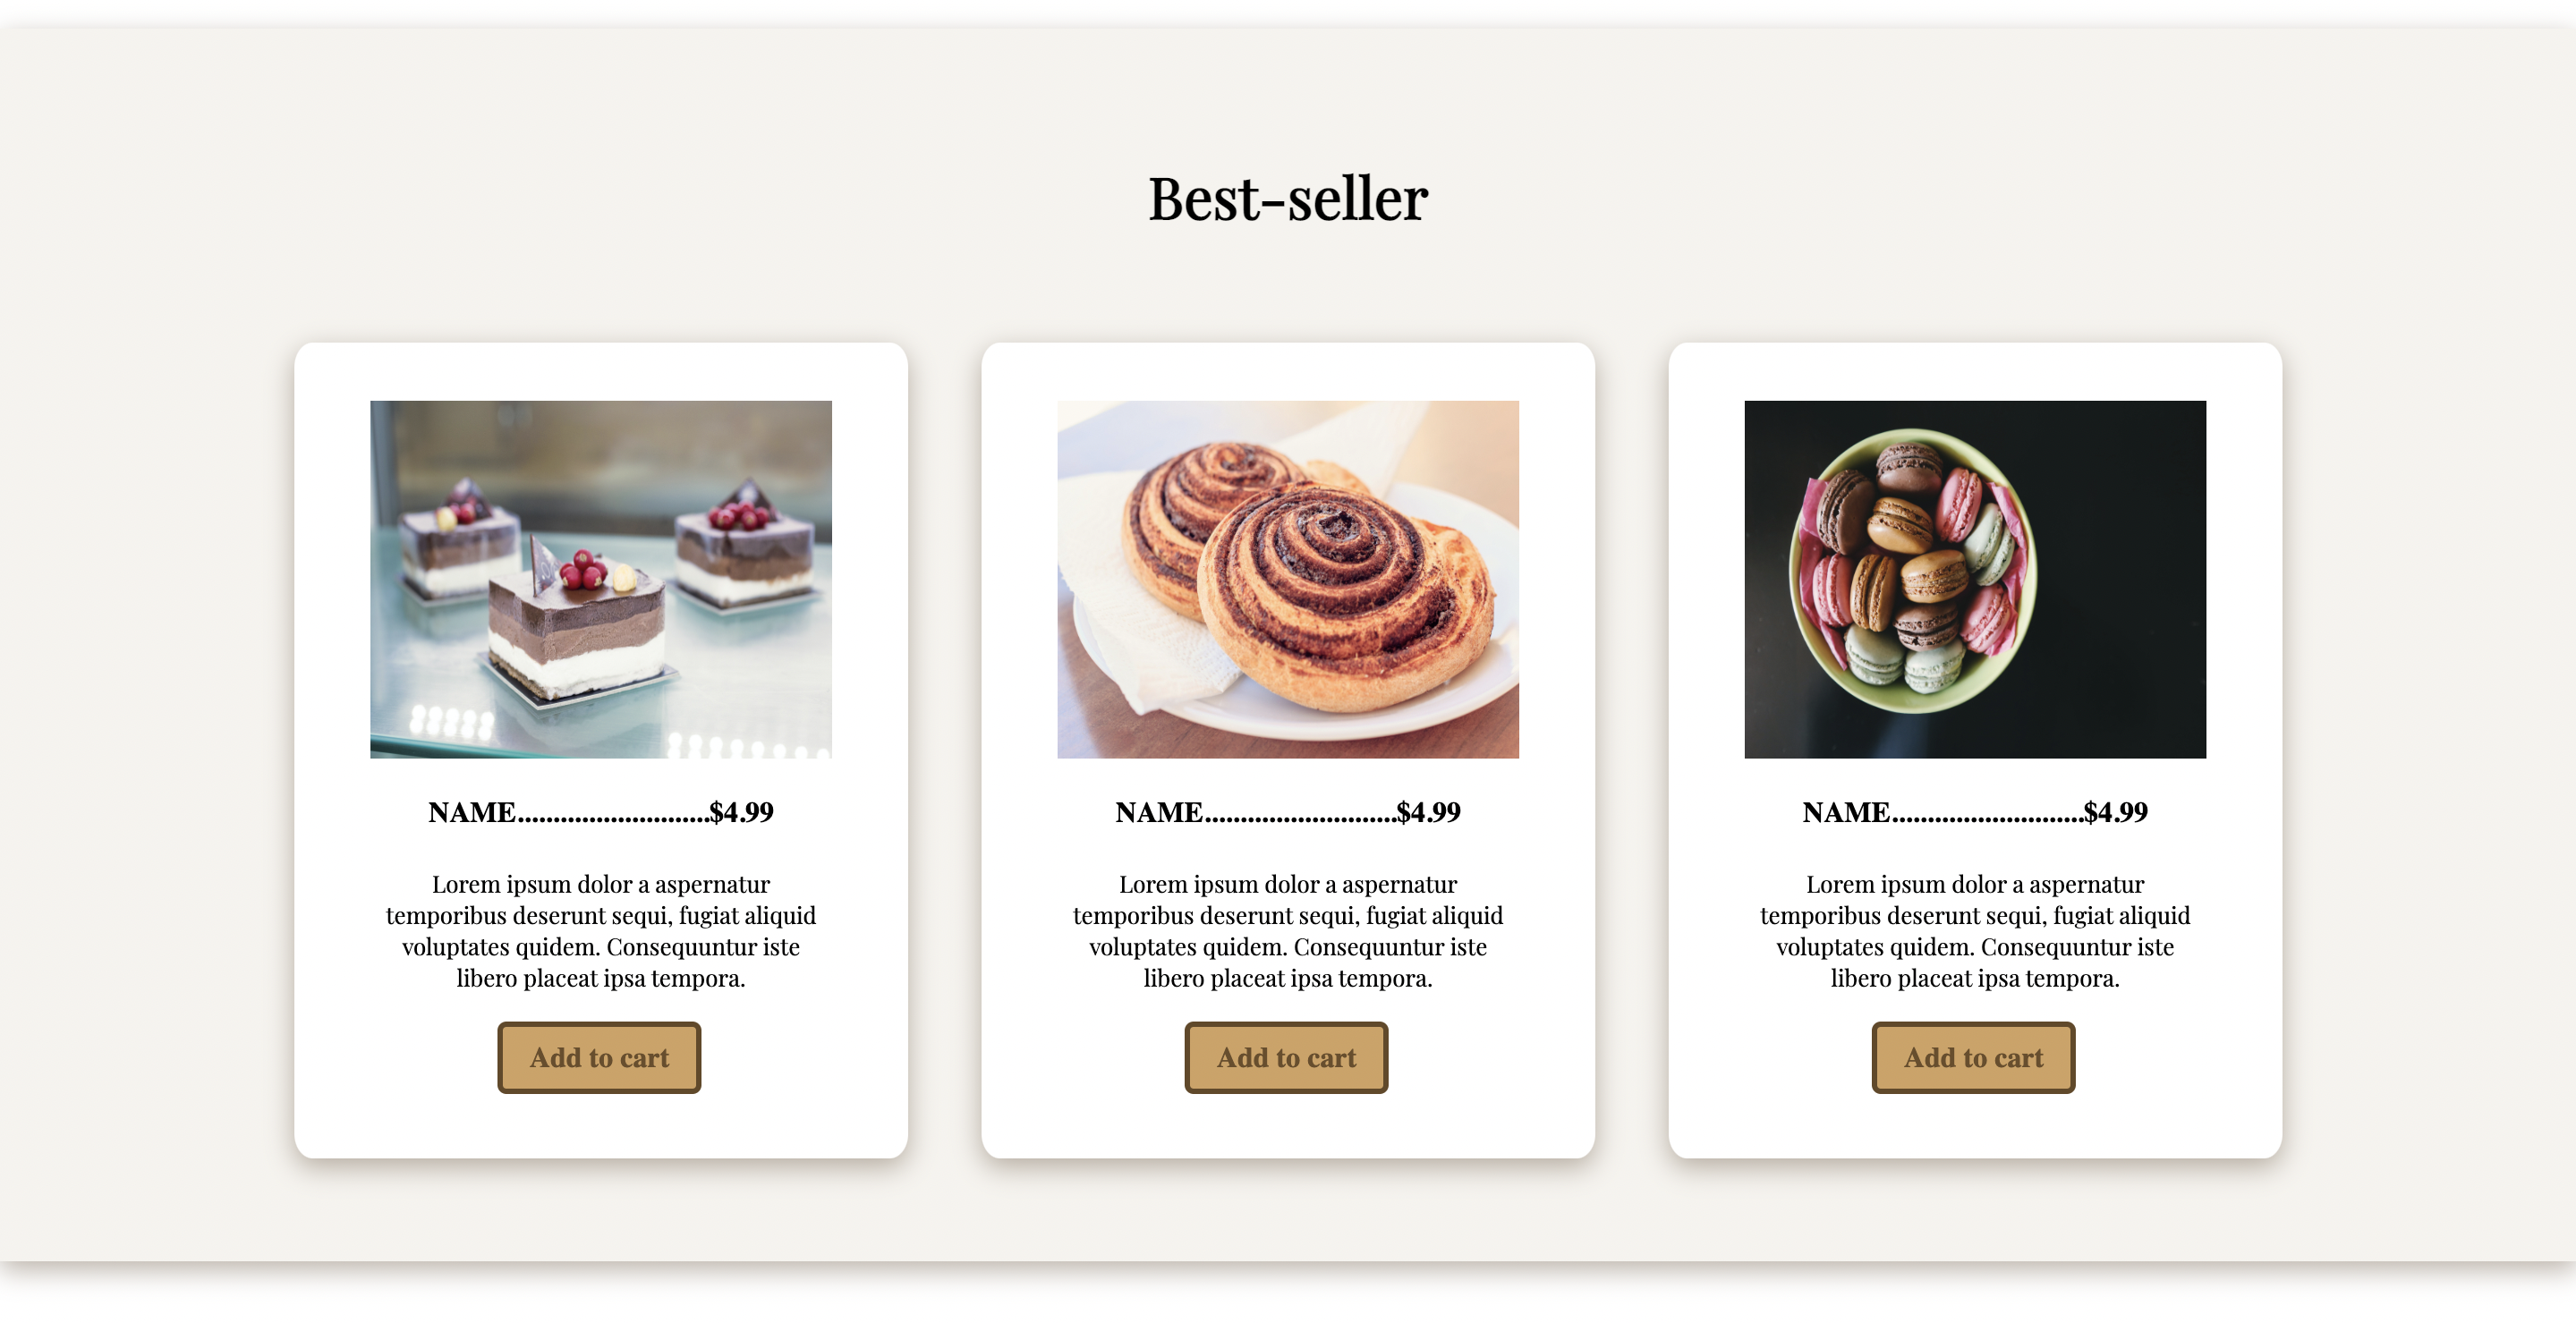 Best-seller
NAME...........................$4.99
Lorem ipsum dolor a aspernatur
temporibus deserunt sequi, fugiat aliquid
voluptates quidem. Consequuntur iste
libero placeat ipsa tempora.
Add to cart
NAME...........................$4.99
Lorem ipsum dolor a aspernatur
temporibus deserunt sequi, fugiat aliquid
voluptates quidem. Consequuntur iste
libero placeat ipsa tempora.
Add to cart
NAME...........................$4.99
Lorem ipsum dolor a aspernatur
temporibus deserunt sequi, fugiat aliquid
voluptates quidem. Consequuntur iste
libero placeat ipsa tempora.
Add to cart